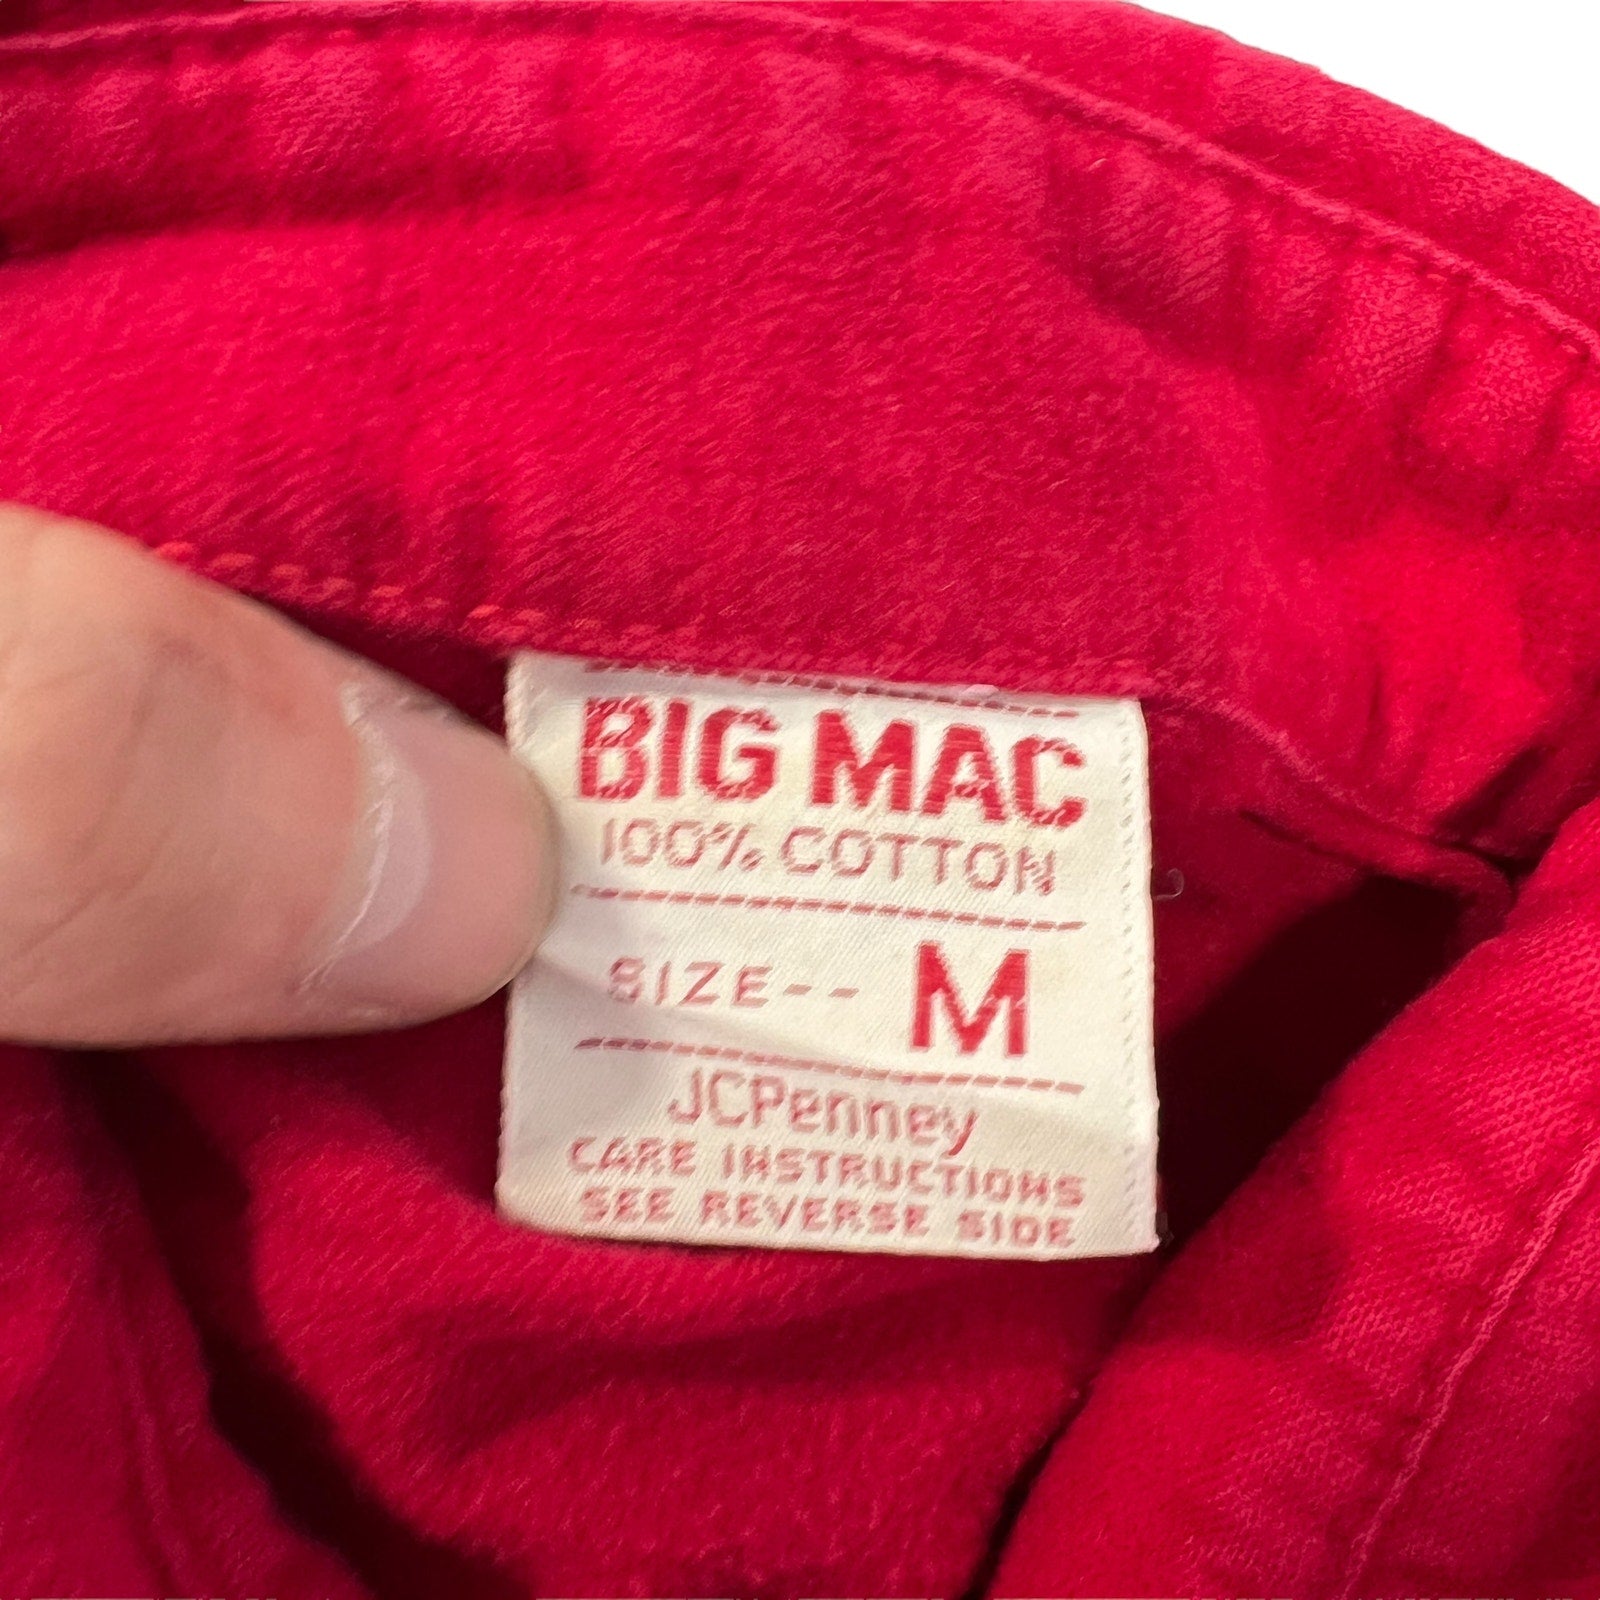 BIG MAC
100% COTTON
SIZE-- M
JCPenney
CARE INSTRUCTIONS
SEE REVERSE SIDE